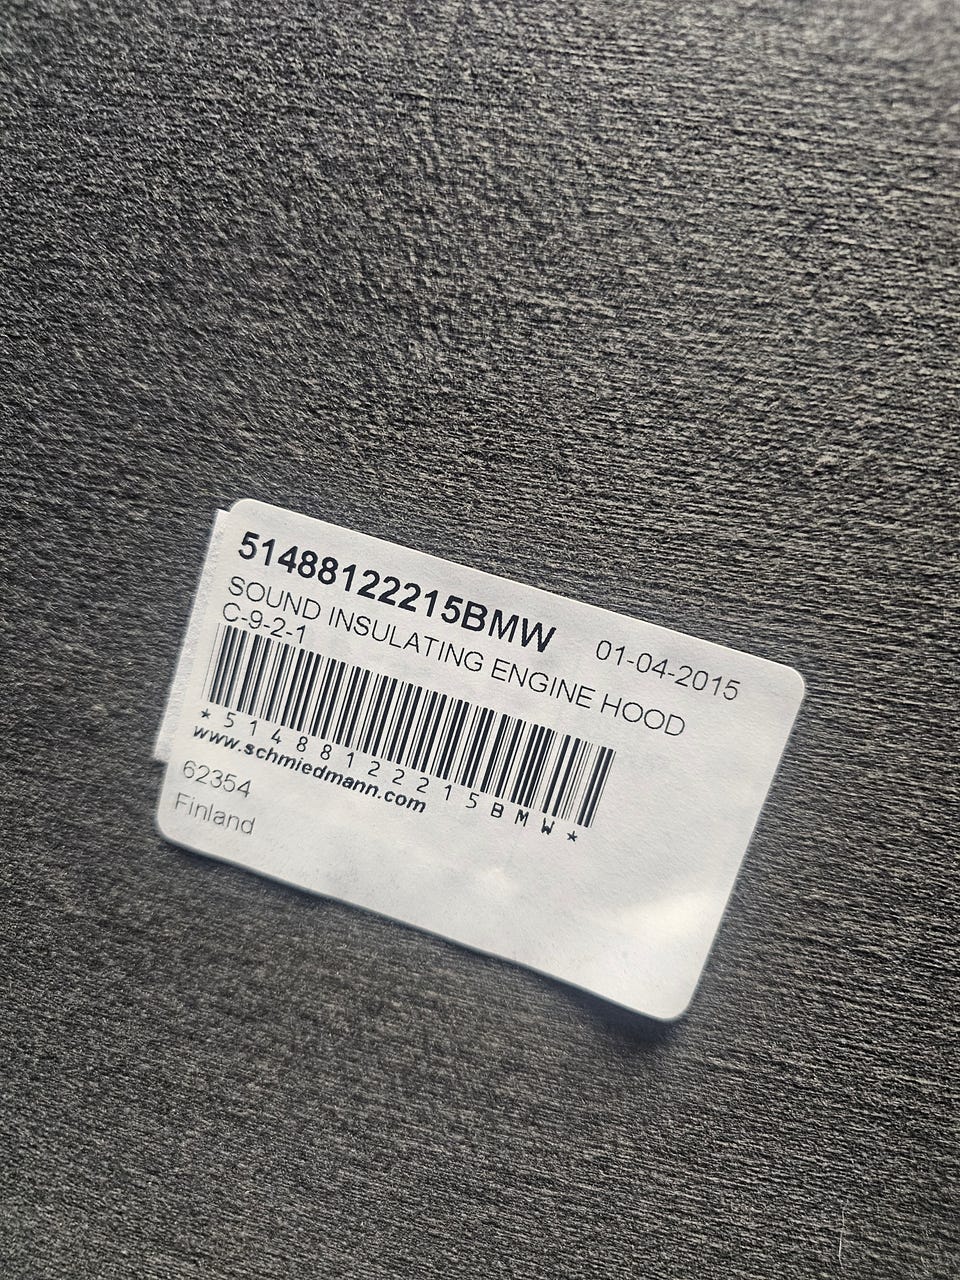 51488122215BMW 01-04-2015
SOUND INSULATING ENGINE HOOD
C-9-2-1
*51488122215BMW*
www.schmiedmann.com
62354
Finland